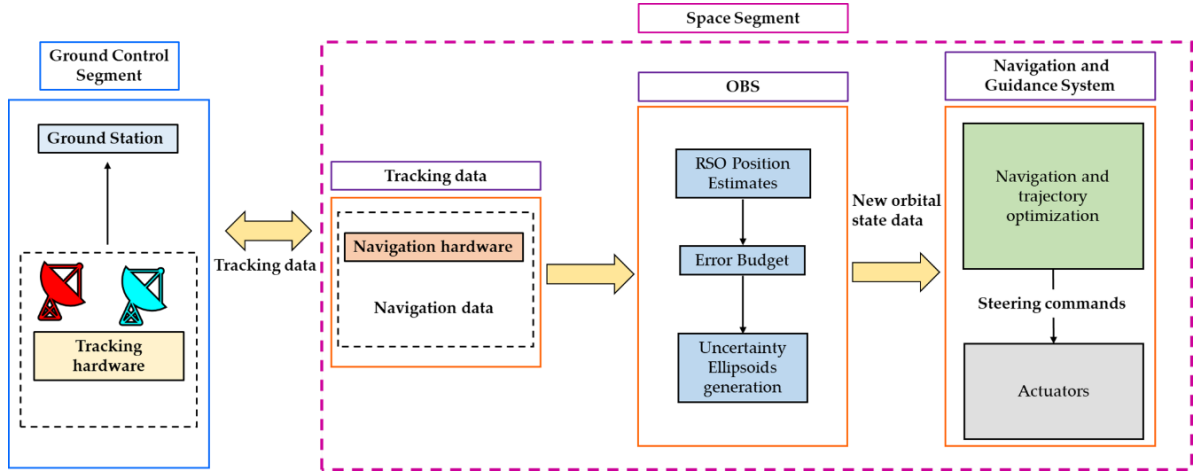 Space Segment
Ground Control
Segment
Ground Station
Tracking
hardware
Tracking data
Tracking data
Navigation hardware
Navigation data
OBS
RSO Position
Estimates
Error Budget
Uncertainty
Ellipsoids
generation
New orbital
state data
Navigation and
Guidance System
Navigation and
trajectory
optimization
Steering commands
Actuators